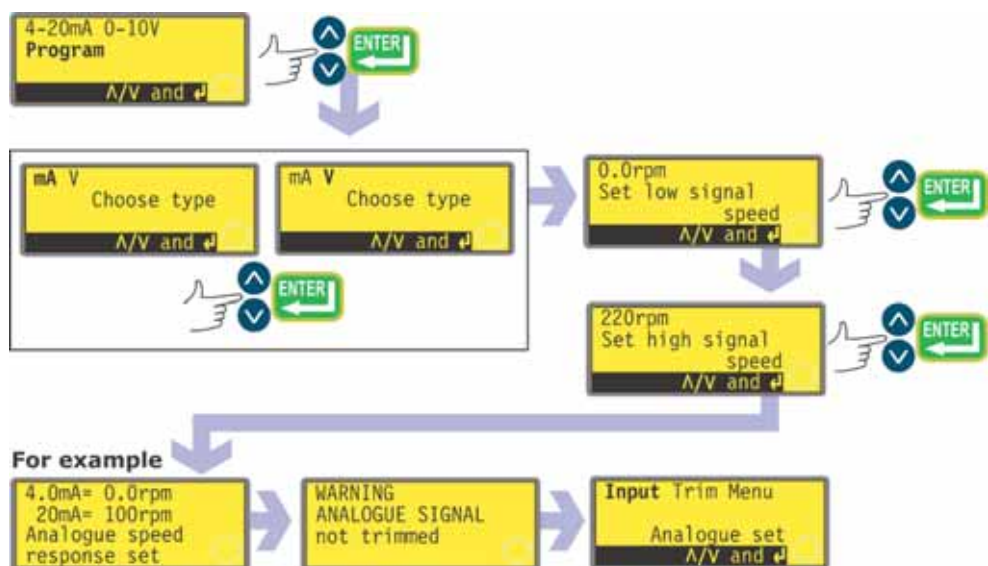 4-20mA 0-10V
Program
Λ/V and ↲
ENTER
mA V
Choose type
Λ/V and ↲
mA V
Choose type
Λ/V and ↲
ENTER
0.0rpm
Set low signal
speed
Λ/V and ↲
ENTER
220rpm
Set high signal
speed
Λ/V and ↲
ENTER
For example
4.0mA= 0.0rpm
20mA= 100rpm
Analogue speed
response set
WARNING
ANALOGUE SIGNAL
not trimmed
Input Trim Menu
Analogue set
Λ/V and ↲